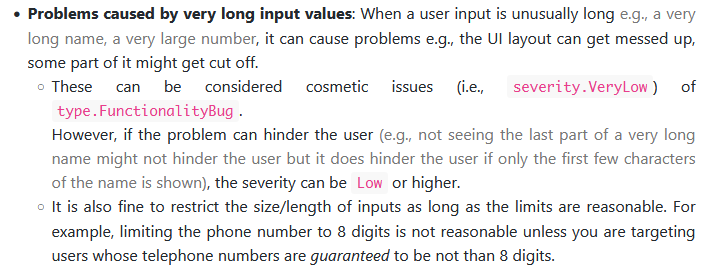 • Problems caused by very long input values: When a user input is unusually long e.g., a very
long name, a very large number, it can cause problems e.g., the UI layout can get messed up,
some part of it might get cut off.
○ These can be considered cosmetic issues (i.e., severity.VeryLow) of
type.FunctionalityBug.
However, if the problem can hinder the user (e.g., not seeing the last part of a very long
name might not hinder the user but it does hinder the user if only the first few characters
of the name is shown), the severity can be Low or higher.
○ It is also fine to restrict the size/length of inputs as long as the limits are reasonable. For
example, limiting the phone number to 8 digits is not reasonable unless you are targeting
users whose telephone numbers are guaranteed to be not than 8 digits.